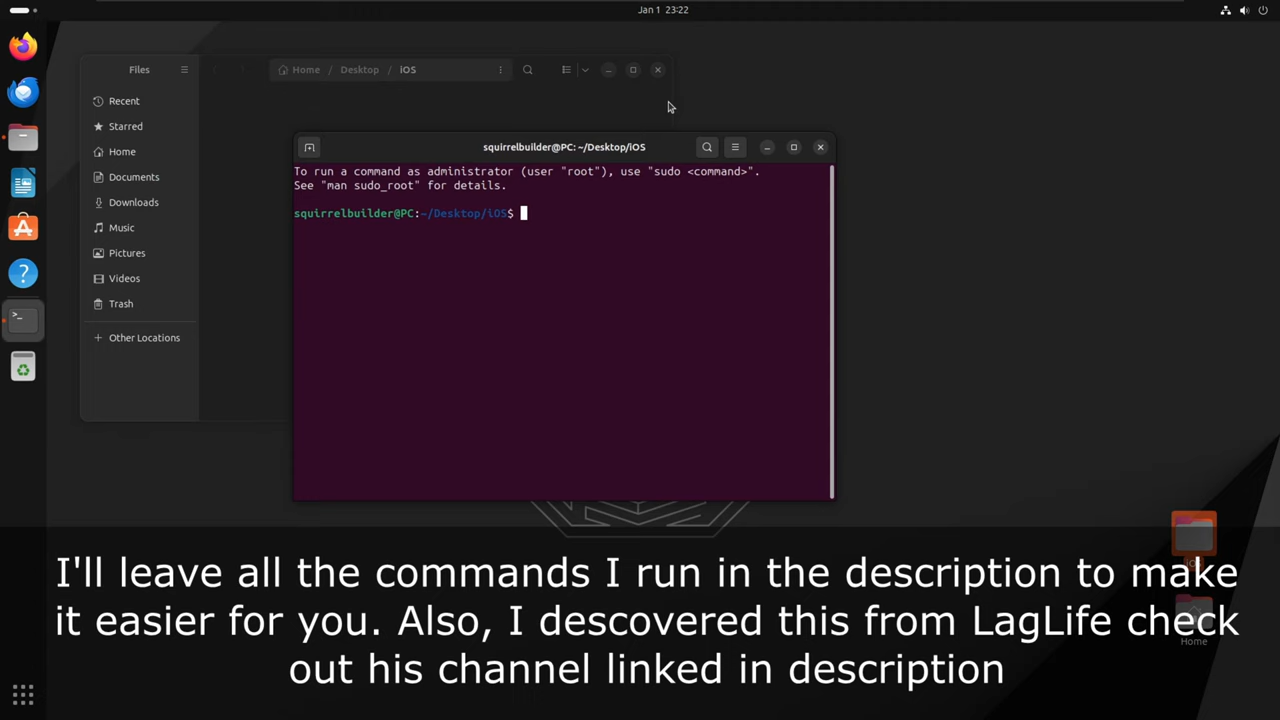 Jan 1 23:22
Files
Home / Desktop / iOS
Recent
Starred
Home
Documents
Downloads
Music
Pictures
Videos
Trash
+ Other Locations
squirrelbuilder@PC: ~/Desktop/iOS
To run a command as administrator (user "root"), use "sudo <command>".
See "man sudo_root" for details.
squirrelbuilder@PC:~/Desktop/iOS$
Home
I'll leave all the commands I run in the description to make
it easier for you. Also, I descovered this from LagLife check
out his channel linked in description